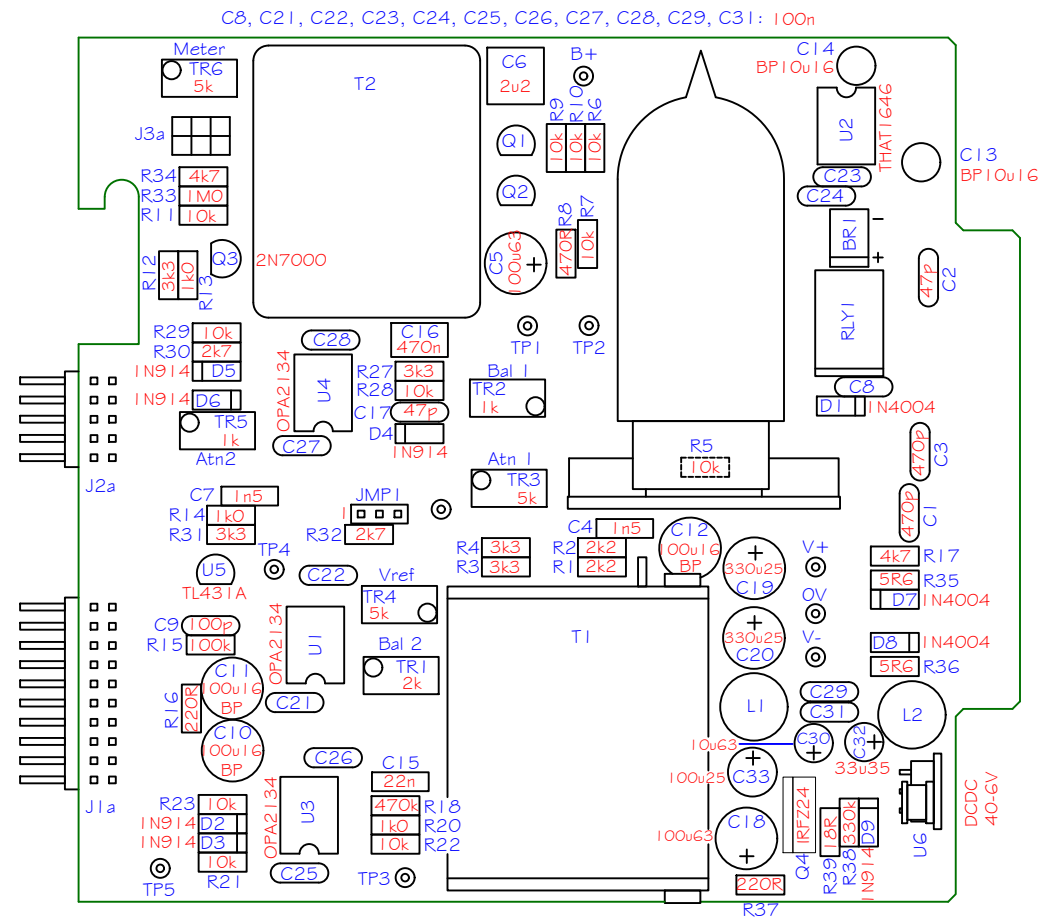 C8, C21, C22, C23, C24, C25, C26, C27, C28, C29, C31: 100n
Meter
TR6
5k
T2
C6
2u2
B+
C14
BP10u16
J3a
Q1
R9
R10
R6
10k
10k
10k
U2
THAT1646
C13
BP10u16
R34
4k7
R33
1M0
R11
10k
Q2
C23
C24
Q3
2N7000
R12
3k3
1k0
R13
C5
100u63
+
R8
470R
R7
10k
BR1
-
+
47p
C2
RLY1
R29
10k
R30
2k7
1N914
D5
1N914
D6
TR5
1k
Atn2
C28
OPA2134
U4
C27
C16
470n
R27
3k3
R28
10k
C17
47p
D4
1N914
TP1
TP2
Bal 1
TR2
1k
C8
D1
1N4004
R5
10k
470p
C3
J2a
Atn 1
TR3
5k
C7
1n5
R14
1k0
R31
3k3
JMP1
1
R32
2k7
C4
1n5
C12
100u16
BP
470p
C1
R4
3k3
R3
3k3
R2
2k2
R1
2k2
TP4
U5
TL431A
C22
Vref
TR4
5k
+
330u25
C19
V+
0V
V-
4k7
R17
5R6
R35
D7
1N4004
C9
100p
R15
100k
OPA2134
U1
Bal 2
TR1
2k
T1
+
330u25
C20
D8
1N4004
5R6
R36
C11
100u16
BP
R16
220R
C21
L1
C29
C31
L2
C10
100u16
BP
C26
10u63
C30
+
C32
+
33u35
C15
22n
100u25
+
C33
J1a
R23
10k
1N914
D2
1N914
D3
10k
R21
OPA2134
U3
C25
470k
R18
1k0
R20
10k
R22
C18
100u63
+
IRFZ24
Q4
18R
R39
330k
R38
D9
1N914
U6
DCDC
40-6V
TP5
TP3
220R
R37